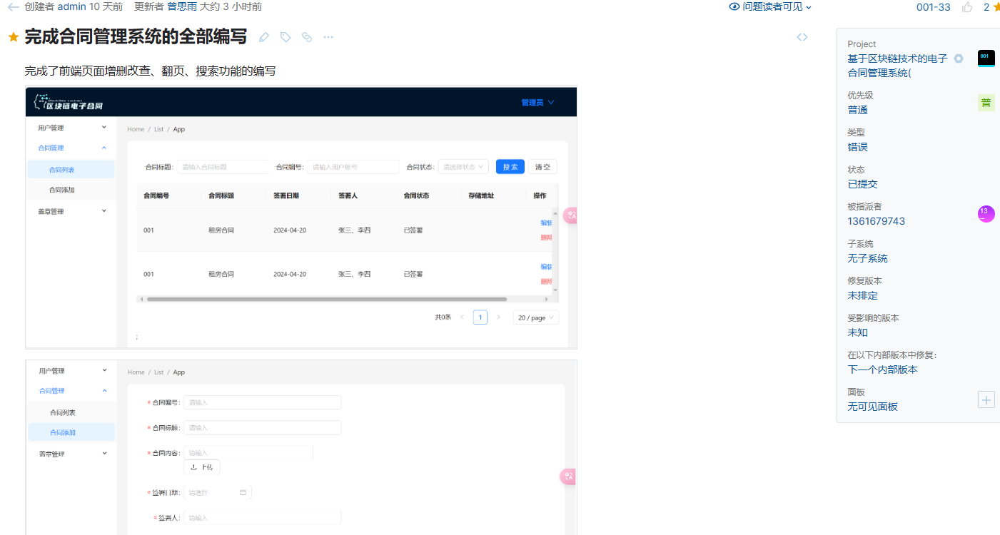 创建者 admin 10 天前 更新者 曾思雨 大约 3 小时前
问题读者可见
001-33
2
完成合同管理系统的全部编写
完成了前端页面增删改查、翻页、搜索功能的编写
Blockchain Contract
区块链电子合同
管理员
用户管理
合同管理
合同列表
合同添加
盖章管理
Home / List / App
合同标题: 请输入合同标题 合同编号: 请输入用户账号 合同状态: 请选择状态 搜 索 清 空
合同编号 合同标题 签署日期 签署人 合同状态 存储地址 操作
001 租房合同 2024-04-20 张三、李四 已签署 编辑
删除
001 租房合同 2024-04-20 张三、李四 已签署 编辑
删除
共0条 1 20 / page
;
用户管理
合同管理
合同列表
合同添加
盖章管理
Home / List / App
* 合同编号: 请输入
* 合同标题: 请输入
* 合同内容: 请输入
上传
* 签署日期: 请选择
* 签署人: 请输入
Project
基于区块链技术的电子
合同管理系统(
001
优先级
普通
普
类型
错误
状态
已提交
被指派者
1361679743
13
子系统
无子系统
修复版本
未排定
受影响的版本
未知
在以下内部版本中修复:
下一个内部版本
面板
无可见面板